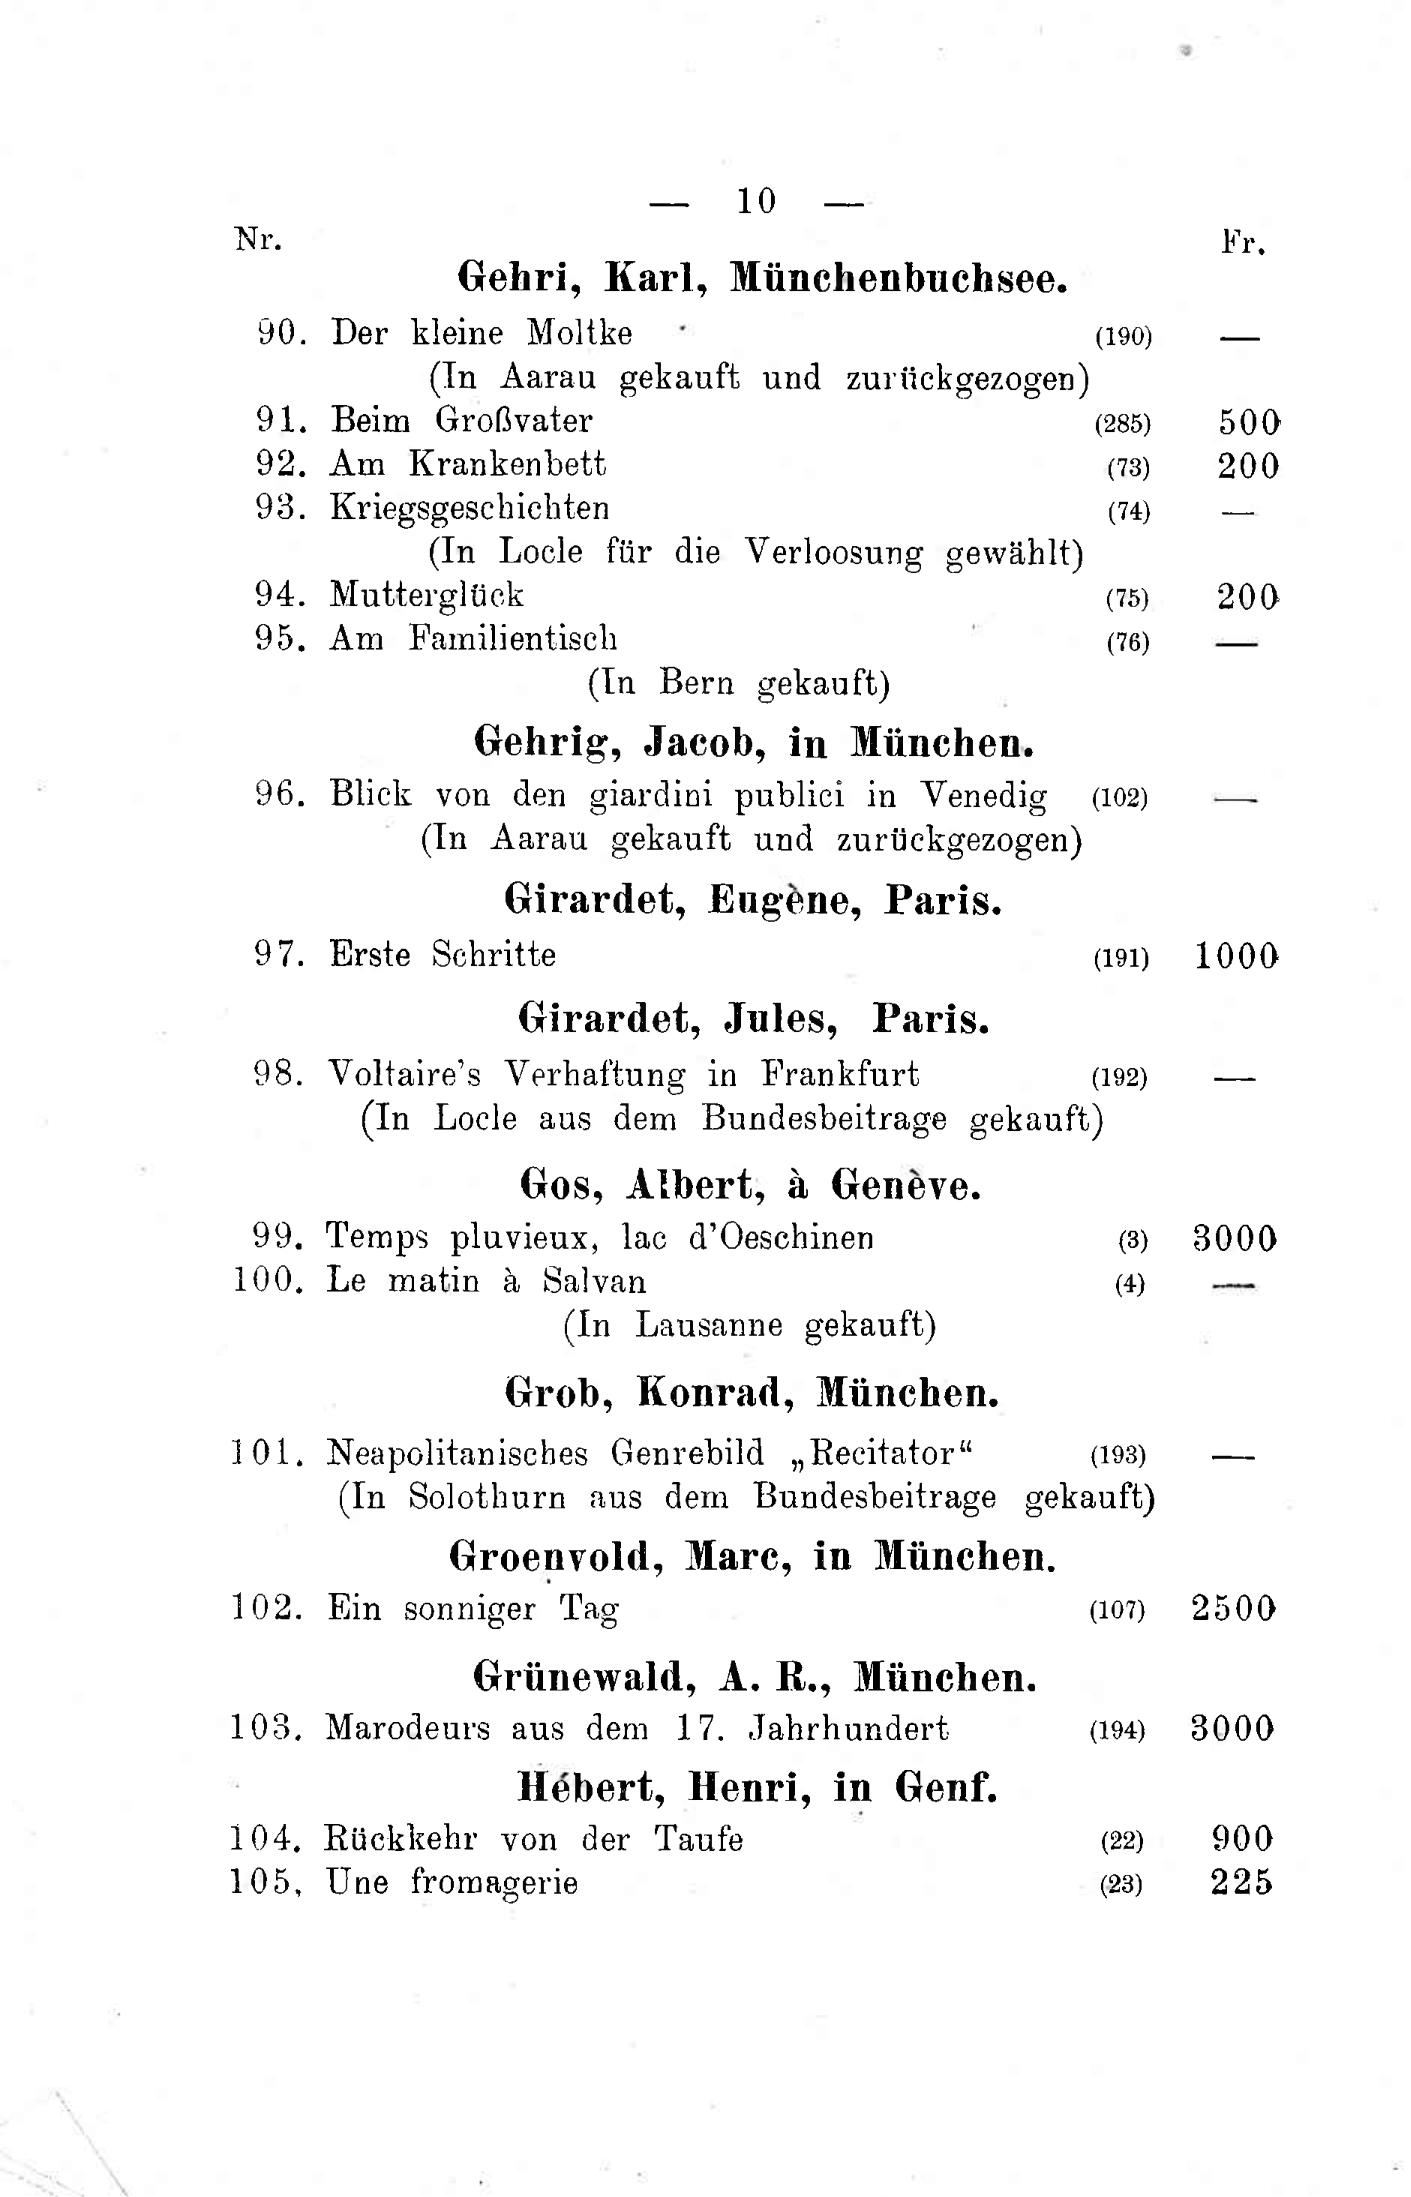 — 10 —
Nr. Fr.
Gehri, Karl, Münchenbuchsee.
90. Der kleine Moltke (190) —
(In Aarau gekauft und zurückgezogen)
91. Beim Großvater (285) 500
92. Am Krankenbett (73) 200
93. Kriegsgeschichten (74) —
(In Locle für die Verloosung gewählt)
94. Mutterglück (75) 200
95. Am Familientisch (76) —
(In Bern gekauft)
Gehrig, Jacob, in München.
96. Blick von den giardini publici in Venedig (102) —
(In Aarau gekauft und zurückgezogen)
Girardet, Eugène, Paris.
97. Erste Schritte (191) 1000
Girardet, Jules, Paris.
98. Voltaire's Verhaftung in Frankfurt (192) —
(In Locle aus dem Bundesbeitrage gekauft)
Gos, Albert, à Genève.
99. Temps pluvieux, lac d'Oeschinen (3) 3000
100. Le matin à Salvan (4) —
(In Lausanne gekauft)
Grob, Konrad, München.
101. Neapolitanisches Genrebild „Recitator“ (193) —
(In Solothurn aus dem Bundesbeitrage gekauft)
Groenvold, Marc, in München.
102. Ein sonniger Tag (107) 2500
Grünewald, A. R., München.
103. Marodeurs aus dem 17. Jahrhundert (194) 3000
Hébert, Henri, in Genf.
104. Rückkehr von der Taufe (22) 900
105, Une fromagerie (23) 225